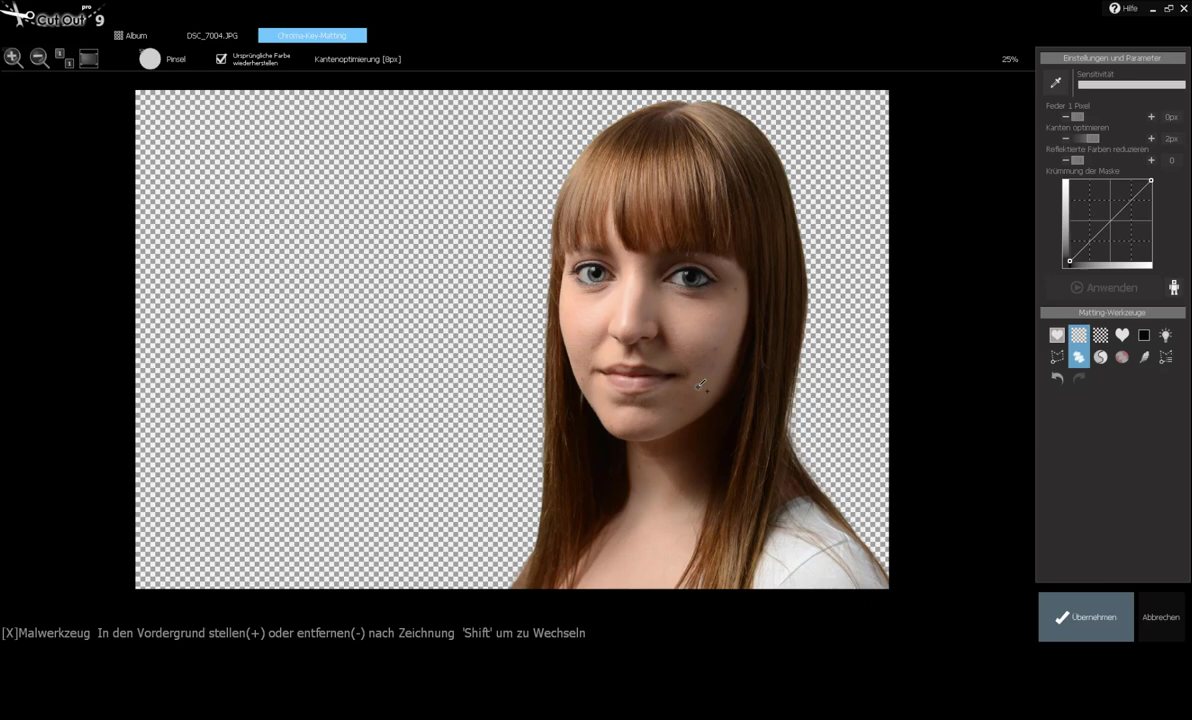 CutOut pro 9
Hilfe
Album
DSC_7004.JPG
Chroma-Key-Matting
Pinsel
Ursprüngliche Farbe
wiederherstellen
Kantenoptimierung [8px]
25%
Einstellungen und Parameter
Sensitivität
Feder 1 Pixel
0px
Kanten optimieren
2px
Reflektierte Farben reduzieren
0
Krümmung der Maske
Anwenden
Matting-Werkzeuge
Übernehmen
Abbrechen
[X]Malwerkzeug In den Vordergrund stellen(+) oder entfernen(-) nach Zeichnung 'Shift' um zu Wechseln